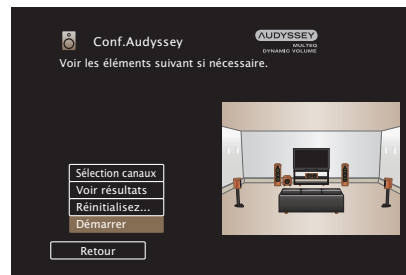 Conf.Audyssey
AUDYSSEY
MULTEQ
DYNAMIC VOLUME
Voir les éléments suivant si nécessaire.
Sélection canaux
Voir résultats
Réinitialisez...
Démarrer
Retour